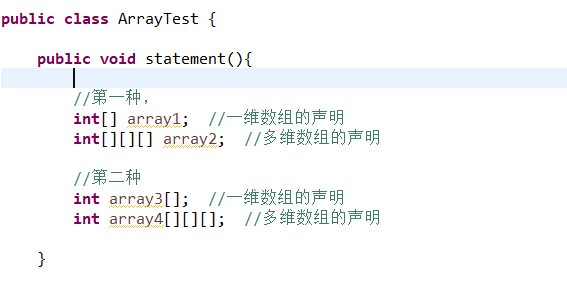 public class ArrayTest {
public void statement(){
//第一种，
int[] array1;  //一维数组的声明
int[][][] array2;  //多维数组的声明
//第二种
int array3[];  //一维数组的声明
int array4[][][];  //多维数组的声明
}